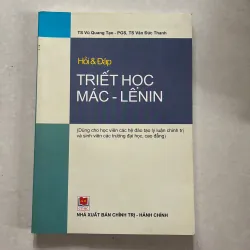 TS Vũ Quang Tạo - PGS, TS Văn Đức Thanh
Hỏi & Đáp
TRIẾT HỌC
MÁC - LÊNIN
(Dùng cho học viên các hệ đào tạo lý luận chính trị
và sinh viên các trường đại học, cao đẳng)
NHÀ XUẤT BẢN CHÍNH TRỊ - HÀNH CHÍNH